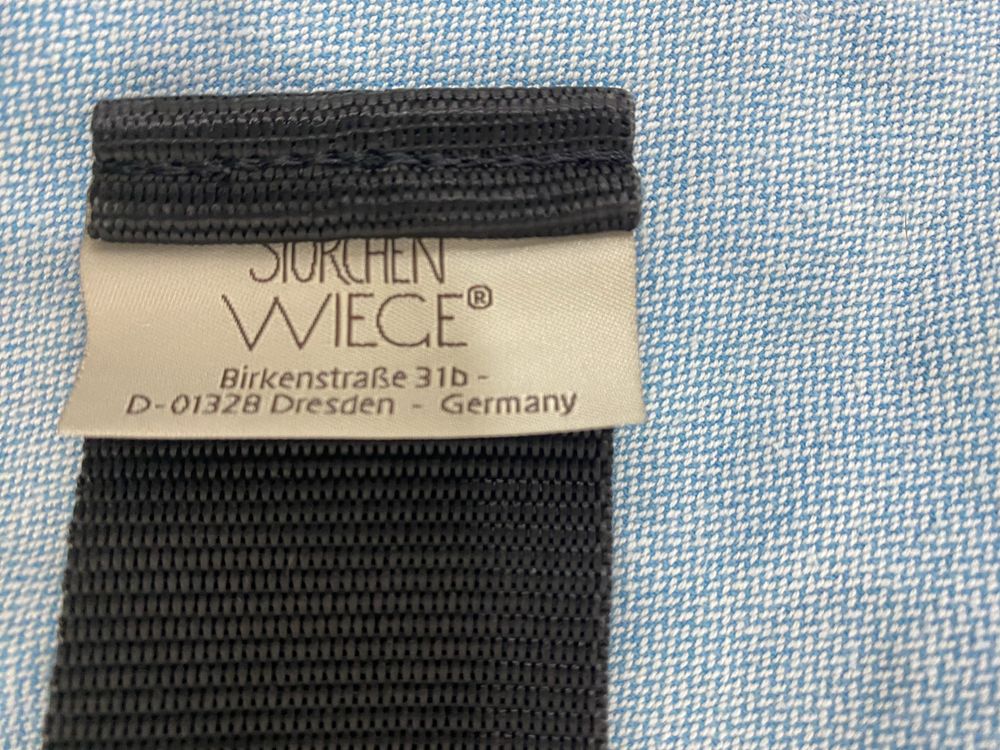 STORCHEN
WIEGE®
Birkenstraße 31b -
D-01328 Dresden - Germany